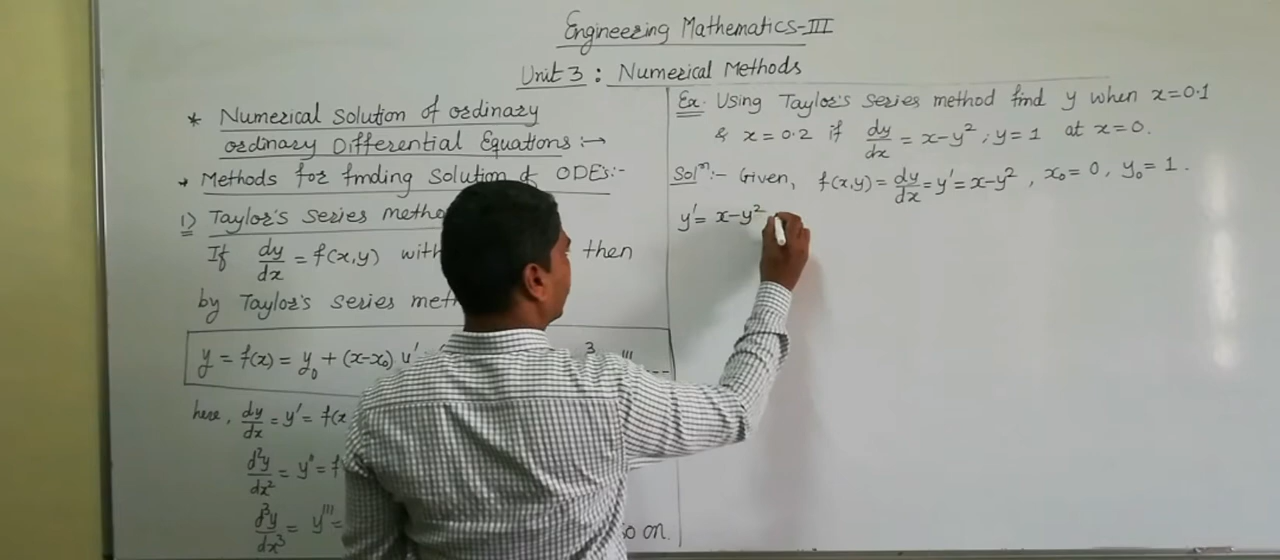 Engineering Mathematics-III
Unit 3 : Numerical Methods
* Numerical Solution of ordinary
ordinary Differential Equations :→
→ Methods for finding Solution of ODEs:-
1) Taylor's Series metho
If dy/dx = f(x,y) with then
by Taylor's Series met
y = f(x) = y₀ + (x-x₀) y' 3 ''' --
here, dy/dx = y' = f(x
d²y/dx² = y'' = f
d³y/dx³ = y''' = so on.
Ex. Using Taylor's Series method find y when x=0.1
& x = 0.2 if dy/dx = x-y² ; y=1 at x=0.
Solⁿ :- Given, f(x,y) = dy/dx = y' = x-y² , x₀ = 0 , y₀ = 1 .
y' = x-y²